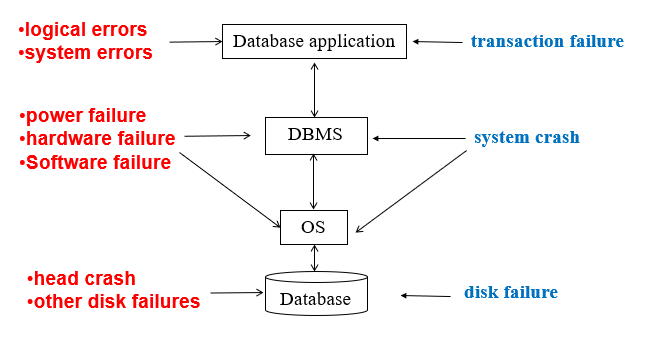 •logical errors
•system errors
Database application
transaction failure
•power failure
•hardware failure
•Software failure
DBMS
system crash
OS
•head crash
•other disk failures
Database
disk failure